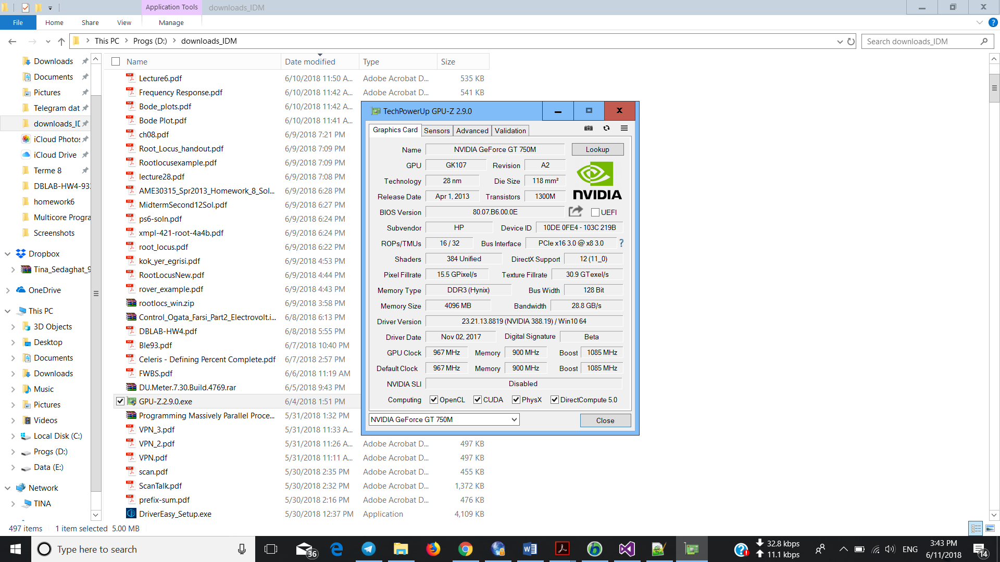 Application Tools
downloads_IDM
File
Home
Share
View
Manage
This PC > Progs (D:) > downloads_IDM
Search downloads_IDM
Downloads
Documents
Pictures
Telegram dat
downloads_I
iCloud Photos
iCloud Drive
Terme 8
DBLAB-HW4-93
homework6
Multicore Progra
Screenshots
Dropbox
Tina_Sedaghat_9
OneDrive
This PC
3D Objects
Desktop
Documents
Downloads
Music
Pictures
Videos
Local Disk (C:)
Progs (D:)
Data (E:)
Network
TINA
Name Date modified Type Size
Lecture6.pdf 6/10/2018 11:50 A... Adobe Acrobat D... 535 KB
Frequency Response.pdf 6/10/2018 11:42 A... Adobe Acrobat D... 541 KB
Bode_plots.pdf 6/10/2018 11:42 A...
Bode Plot.pdf 6/10/2018 11:41 A...
ch08.pdf 6/9/2018 7:21 PM
Root_Locus_handout.pdf 6/9/2018 7:09 PM
Rootlocusexample.pdf 6/9/2018 7:09 PM
lecture28.pdf 6/9/2018 7:08 PM
AME30315_Spr2013_Homework_8_Sol... 6/9/2018 6:28 PM
MidtermSecond12Sol.pdf 6/9/2018 6:27 PM
ps6-soln.pdf 6/9/2018 6:24 PM
xmpl-421-root-4a4b.pdf 6/9/2018 6:24 PM
root_locus.pdf 6/9/2018 6:22 PM
kok_yer_egrisi.pdf 6/9/2018 4:53 PM
RootLocusNew.pdf 6/9/2018 4:44 PM
rover_example.pdf 6/9/2018 4:43 PM
rootlocs_win.zip 6/9/2018 3:58 PM
Control_Ogata_Farsi_Part2_Electrovolt.i... 6/8/2018 6:13 PM
DBLAB-HW4.pdf 6/8/2018 5:55 PM
Ble93.pdf 6/7/2018 10:40 PM
Celeris - Defining Percent Complete.pdf 6/7/2018 2:57 PM
FWBS.pdf 6/6/2018 11:19 AM
DU.Meter.7.30.Build.4769.rar 6/5/2018 9:43 PM
GPU-Z.2.9.0.exe 6/4/2018 1:51 PM
Programming Massively Parallel Proce... 5/31/2018 1:32 PM
VPN_3.pdf 5/31/2018 11:33 A...
VPN_2.pdf 5/31/2018 11:26 A... Adobe Acrobat D... 497 KB
VPN.pdf 5/31/2018 11:11 A... Adobe Acrobat D... 497 KB
scan.pdf 5/30/2018 2:35 PM Adobe Acrobat D... 455 KB
ScanTalk.pdf 5/30/2018 2:32 PM Adobe Acrobat D... 1,372 KB
prefix-sum.pdf 5/30/2018 2:16 PM Adobe Acrobat D... 476 KB
DriverEasy_Setup.exe 5/30/2018 12:37 PM Application 4,109 KB
TechPowerUp GPU-Z 2.9.0
Graphics Card Sensors Advanced Validation
Name NVIDIA GeForce GT 750M Lookup
GPU GK107 Revision A2
Technology 28 nm Die Size 118 mm²
NVIDIA
Release Date Apr 1, 2013 Transistors 1300M
BIOS Version 80.07.B6.00.0E UEFI
Subvendor HP Device ID 10DE 0FE4 - 103C 219B
ROPs/TMUs 16 / 32 Bus Interface PCIe x16 3.0 @ x8 3.0 ?
Shaders 384 Unified DirectX Support 12 (11_0)
Pixel Fillrate 15.5 GPixel/s Texture Fillrate 30.9 GTexel/s
Memory Type DDR3 (Hynix) Bus Width 128 Bit
Memory Size 4096 MB Bandwidth 28.8 GB/s
Driver Version 23.21.13.8819 (NVIDIA 388.19) / Win10 64
Driver Date Nov 02, 2017 Digital Signature Beta
GPU Clock 967 MHz Memory 900 MHz Boost 1085 MHz
Default Clock 967 MHz Memory 900 MHz Boost 1085 MHz
NVIDIA SLI Disabled
Computing OpenCL CUDA PhysX DirectCompute 5.0
NVIDIA GeForce GT 750M Close
497 items 1 item selected 5.00 MB
Type here to search
36
32.8 kbps
11.1 kbps
ENG
3:43 PM
6/11/2018
14